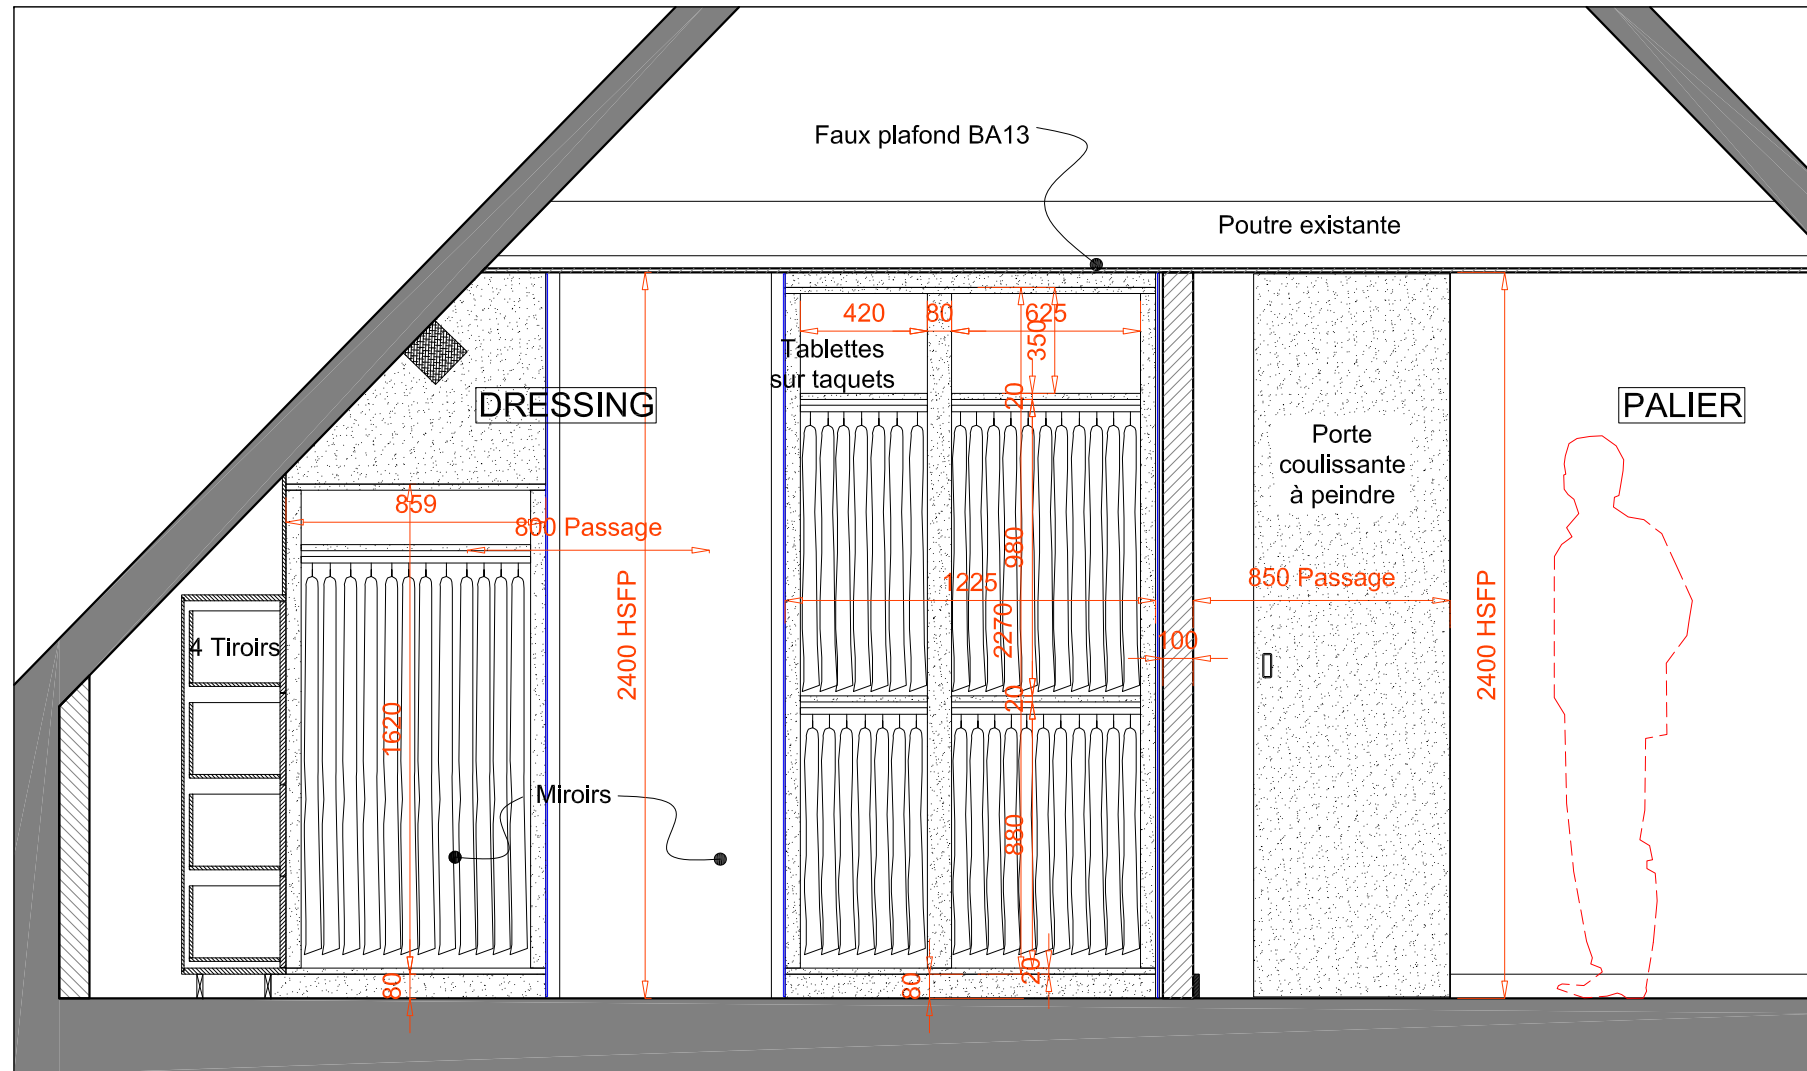 Faux plafond BA13
Poutre existante
420
80
625
350
Tablettes
sur taquets
20
DRESSING
PALIER
Porte
coulissante
à peindre
859
800 Passage
980
1225
850 Passage
2400 HSFP
2270
2400 HSFP
100
4 Tiroirs
20
1620
Miroirs
880
20
80
80